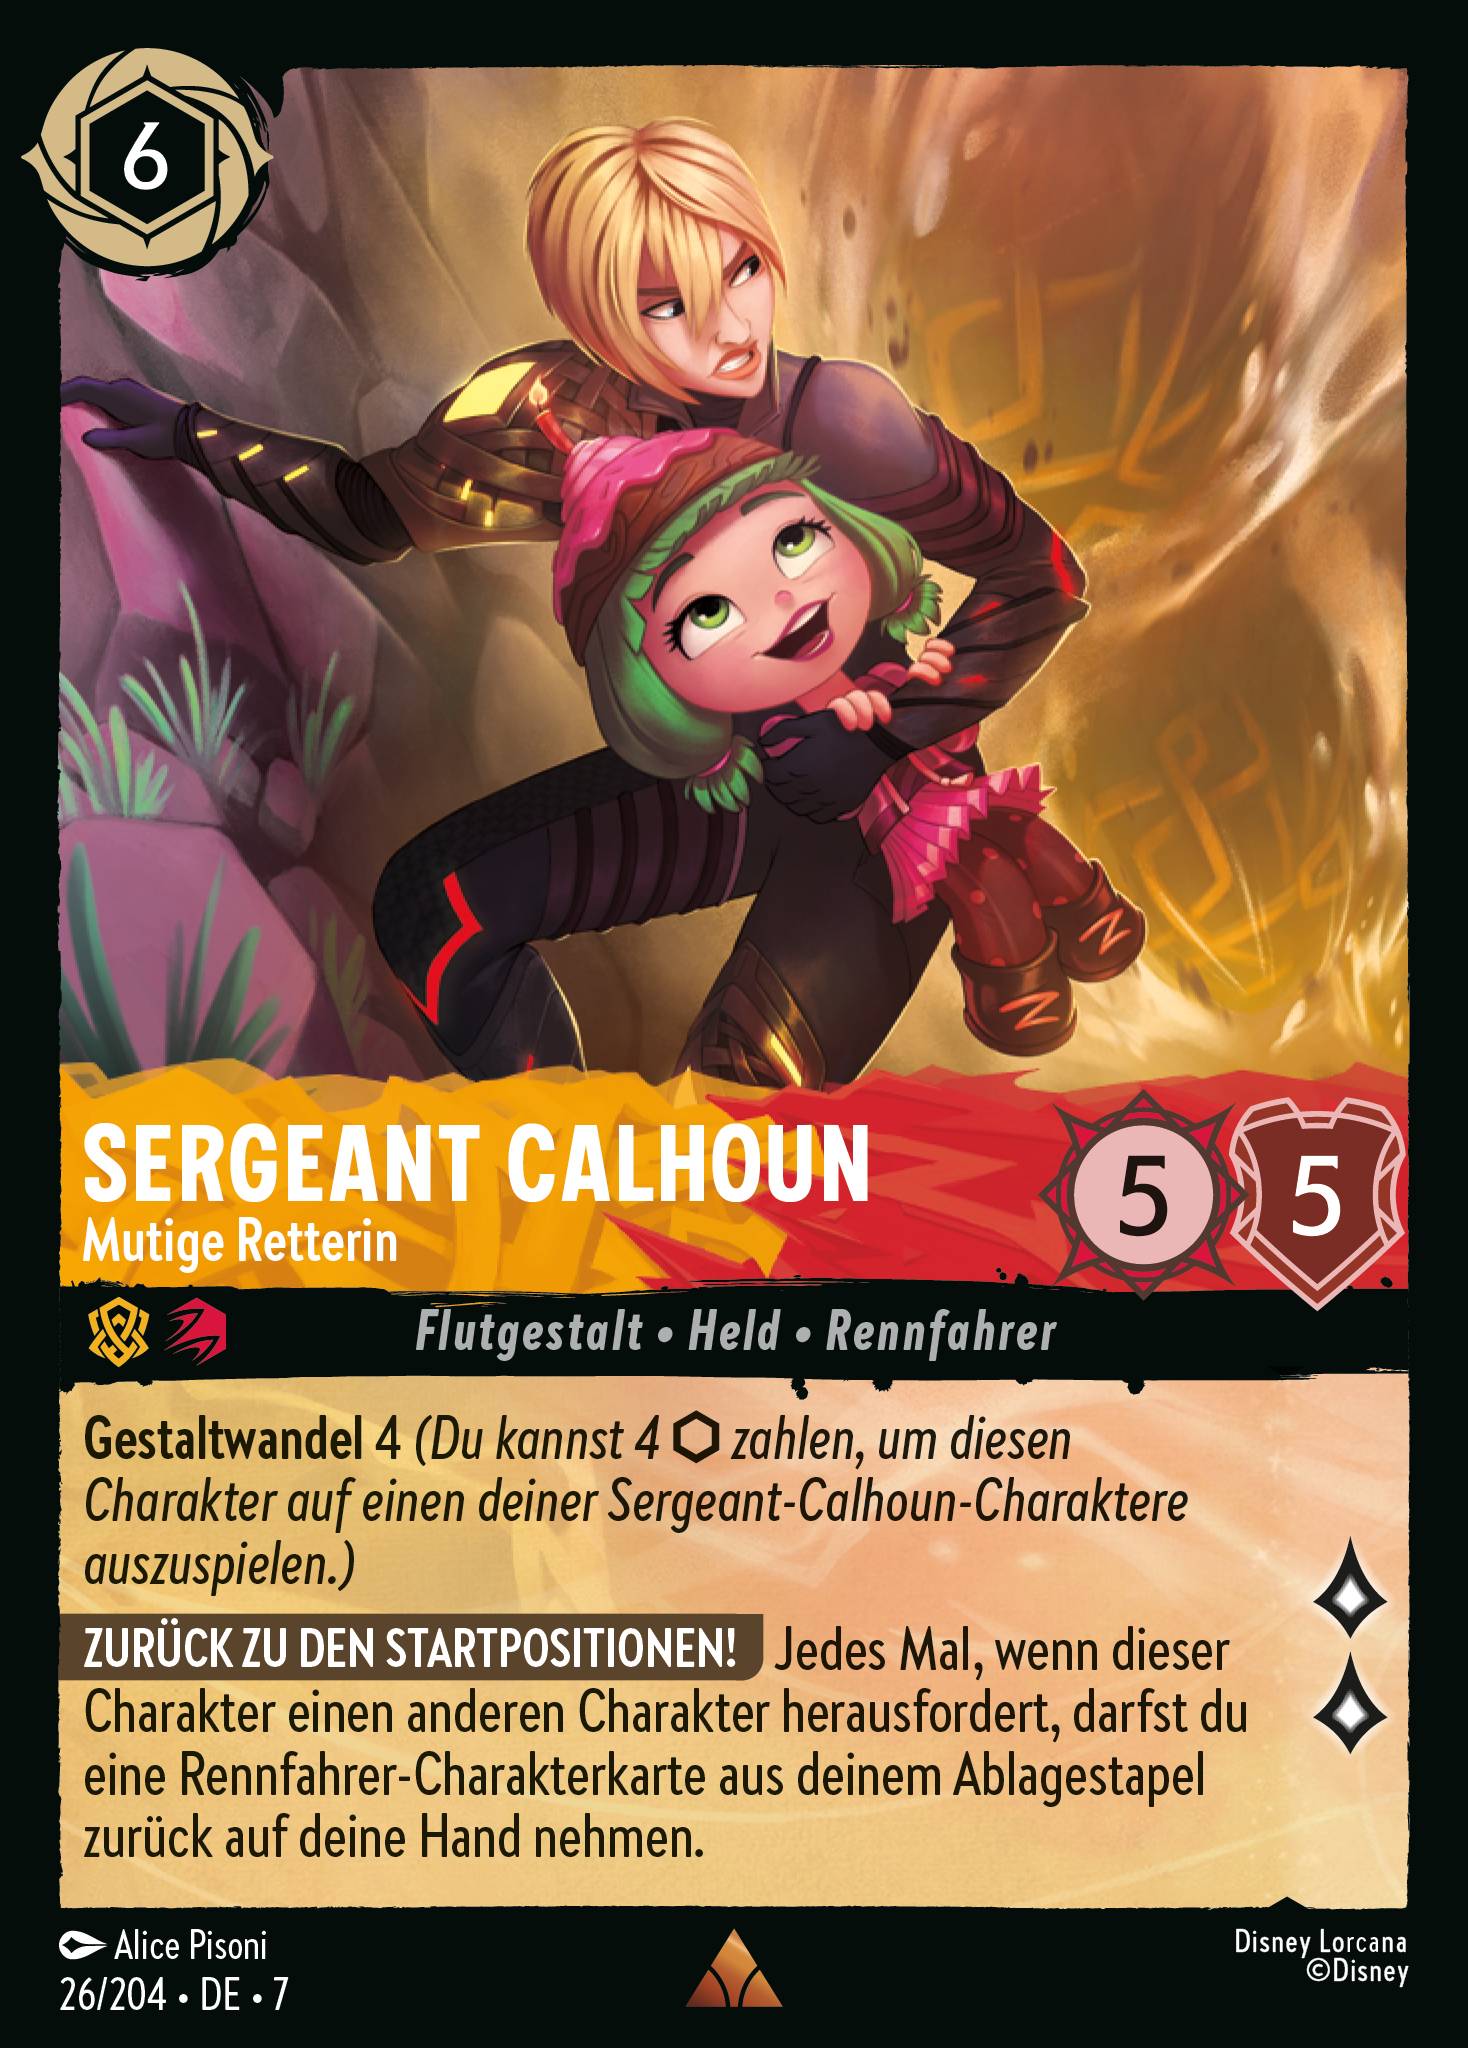 6
SERGEANT CALHOUN
Mutige Retterin
5 5
Flutgestalt • Held • Rennfahrer
Gestaltwandel 4 (Du kannst 4 ⬡ zahlen, um diesen
Charakter auf einen deiner Sergeant-Calhoun-Charaktere
auszuspielen.)
ZURÜCK ZU DEN STARTPOSITIONEN! Jedes Mal, wenn dieser
Charakter einen anderen Charakter herausfordert, darfst du
eine Rennfahrer-Charakterkarte aus deinem Ablagestapel
zurück auf deine Hand nehmen.
Alice Pisoni
26/204 • DE • 7
Disney Lorcana
©Disney